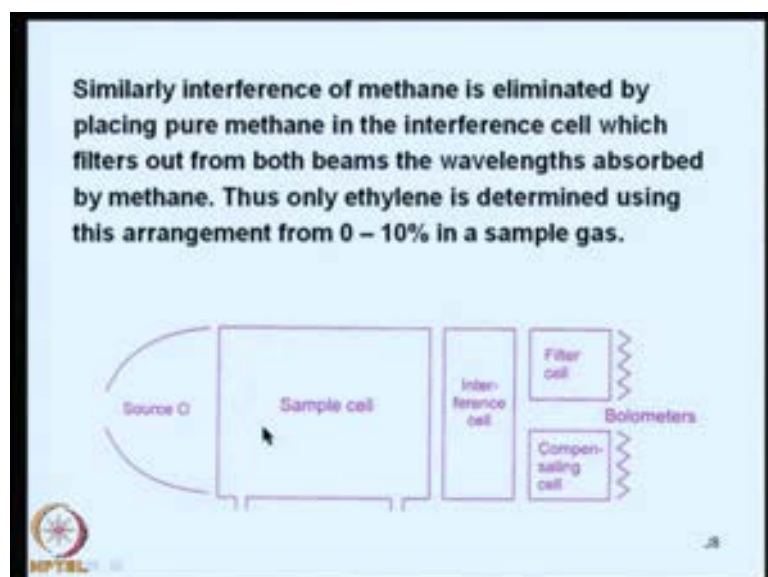 Similarly interference of methane is eliminated by
placing pure methane in the interference cell which
filters out from both beams the wavelengths absorbed
by methane. Thus only ethylene is determined using
this arrangement from 0 – 10% in a sample gas.
Source
Sample cell
Inter-
ference
cell
Filter
cell
Bolometers
Compen-
sating
cell
NPTEL